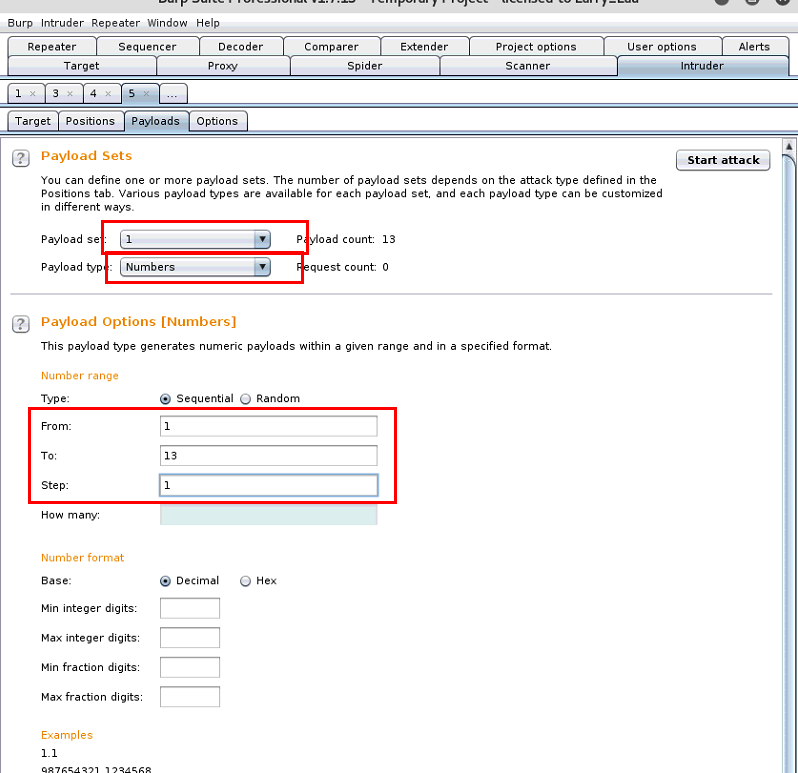 Burp Suite Professional v1.7.13 - Temporary Project - licensed to Larry_Lau
Burp Intruder Repeater Window Help
Repeater Sequencer Decoder Comparer Extender Project options User options Alerts
Target Proxy Spider Scanner Intruder
1 × 3 × 4 × 5 × ...
Target Positions Payloads Options
? Payload Sets
Start attack
You can define one or more payload sets. The number of payload sets depends on the attack type defined in the
Positions tab. Various payload types are available for each payload set, and each payload type can be customized
in different ways.
Payload set: 1 Payload count: 13
Payload type: Numbers Request count: 0
? Payload Options [Numbers]
This payload type generates numeric payloads within a given range and in a specified format.
Number range
Type: Sequential Random
From: 1
To: 13
Step: 1
How many:
Number format
Base: Decimal Hex
Min integer digits:
Max integer digits:
Min fraction digits:
Max fraction digits:
Examples
1.1
987654321.1234568